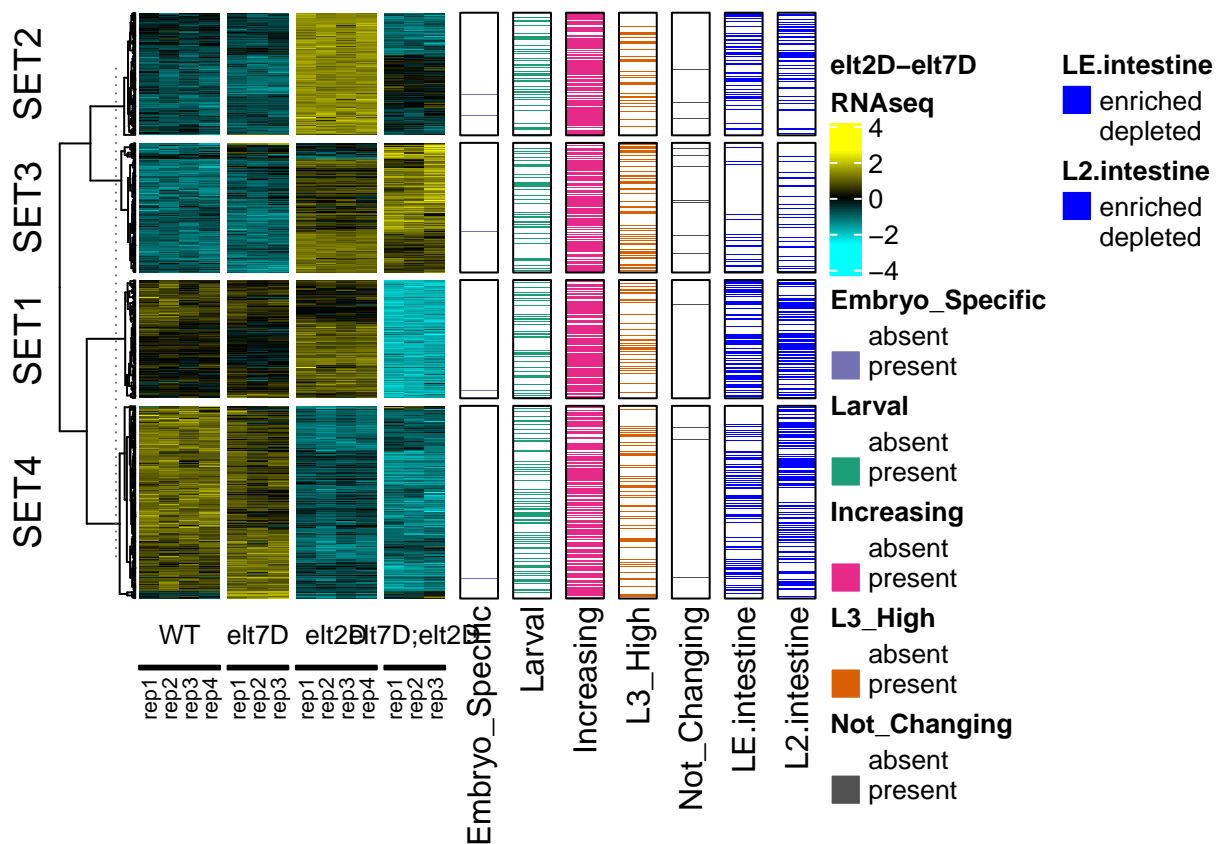 SET2
SET3
SET1
SET4
WT
elt7D
elt2D
elt7D;elt2D
rep1
rep2
rep3
rep4
rep1
rep2
rep3
rep1
rep2
rep3
rep4
rep1
rep2
rep3
Embryo_Specific
Larval
Increasing
L3_High
Not_Changing
LE.intestine
L2.intestine
elt2D−elt7D
RNAseq
4
2
0
−2
−4
Embryo_Specific
absent
present
Larval
absent
present
Increasing
absent
present
L3_High
absent
present
Not_Changing
absent
present
LE.intestine
enriched
depleted
L2.intestine
enriched
depleted